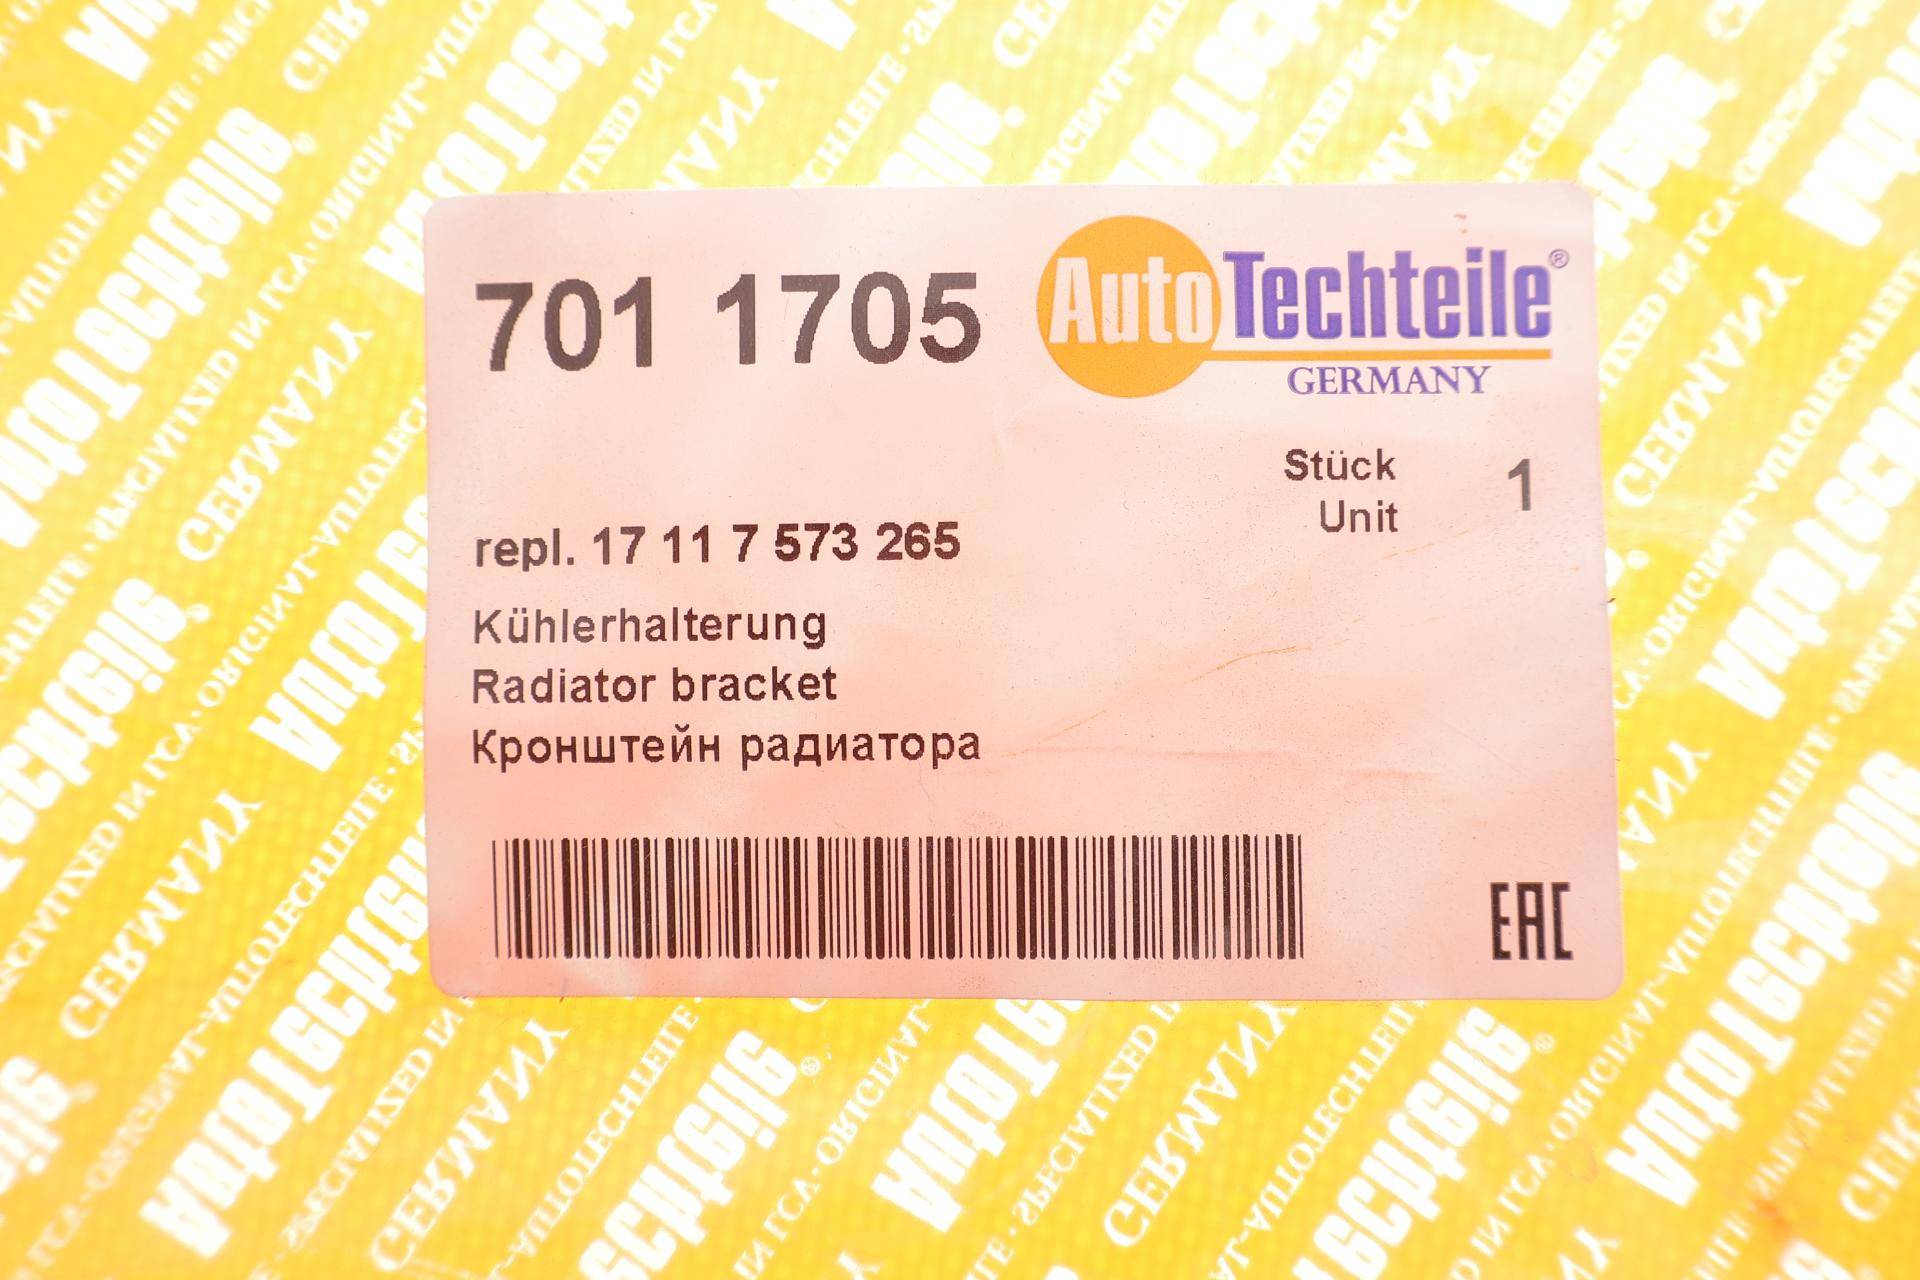 701 1705
AutoTechteile®
GERMANY
Stück
Unit
1
repl. 17 11 7 573 265
Kühlerhalterung
Radiator bracket
Кронштейн радиатора
EAC